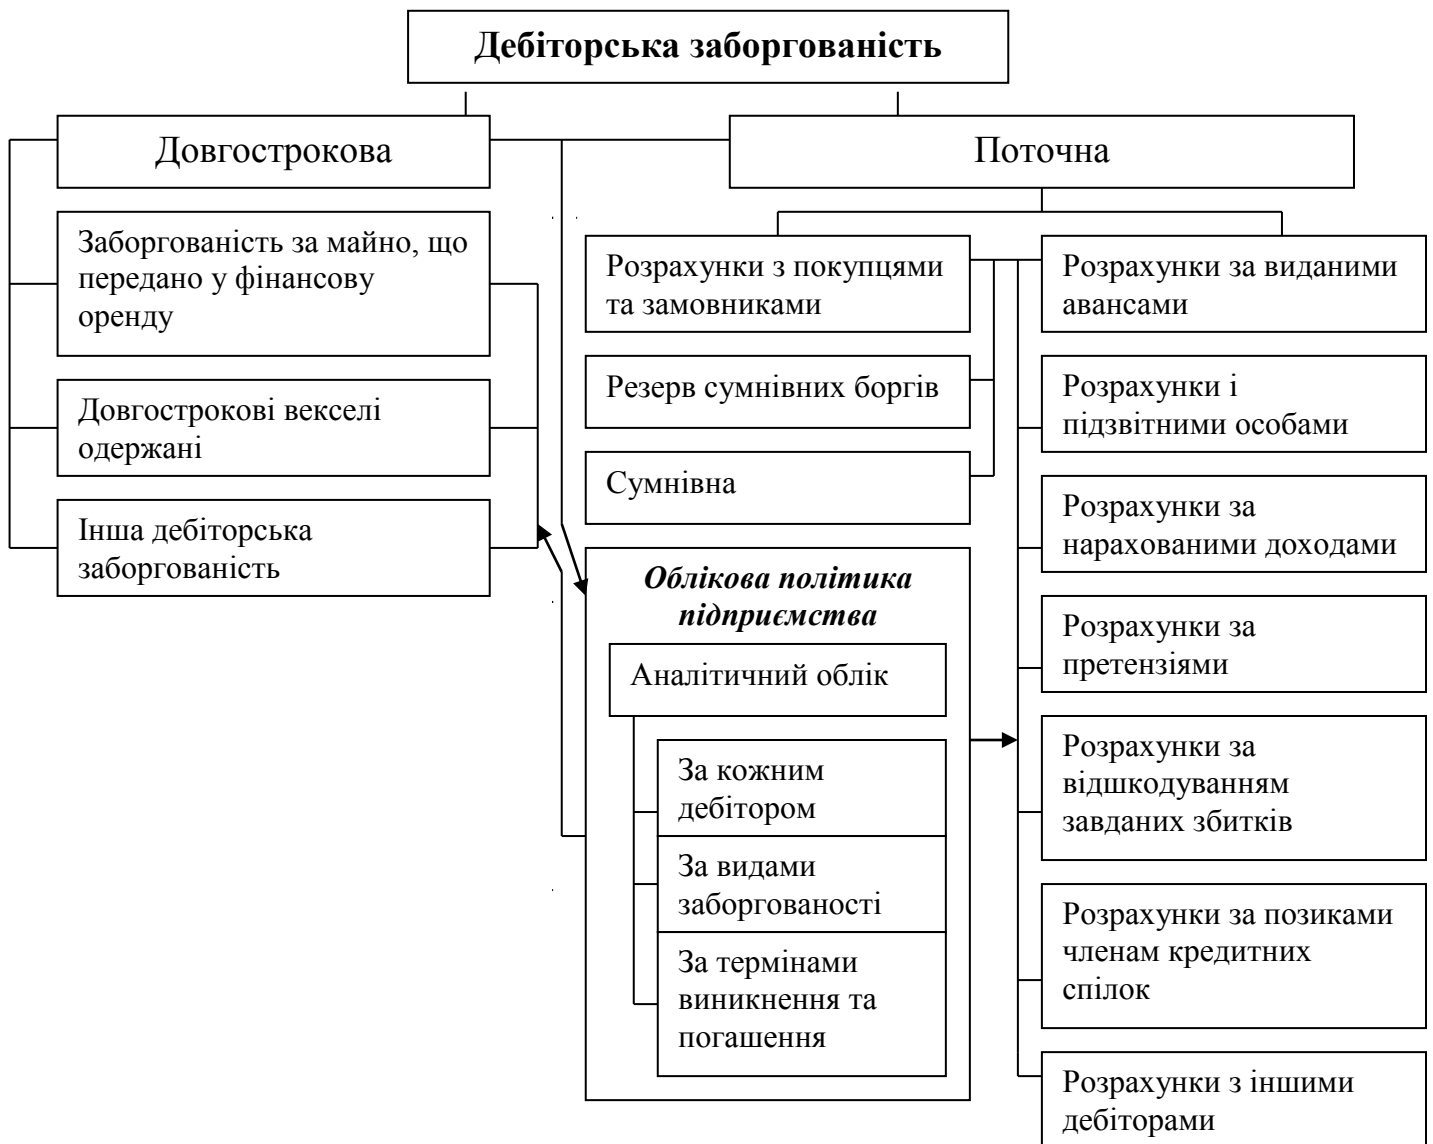 Дебіторська заборгованість
Довгострокова
Поточна
Заборгованість за майно, що
передано у фінансову
оренду
Довгострокові векселі
одержані
Інша дебіторська
заборгованість
Розрахунки з покупцями
та замовниками
Резерв сумнівних боргів
Сумнівна
Облікова політика
підприємства
Аналітичний облік
За кожним
дебітором
За видами
заборгованості
За термінами
виникнення та
погашення
Розрахунки за виданими
авансами
Розрахунки і
підзвітними особами
Розрахунки за
нарахованими доходами
Розрахунки за
претензіями
Розрахунки за
відшкодуванням
завданих збитків
Розрахунки за позиками
членам кредитних
спілок
Розрахунки з іншими
дебіторами